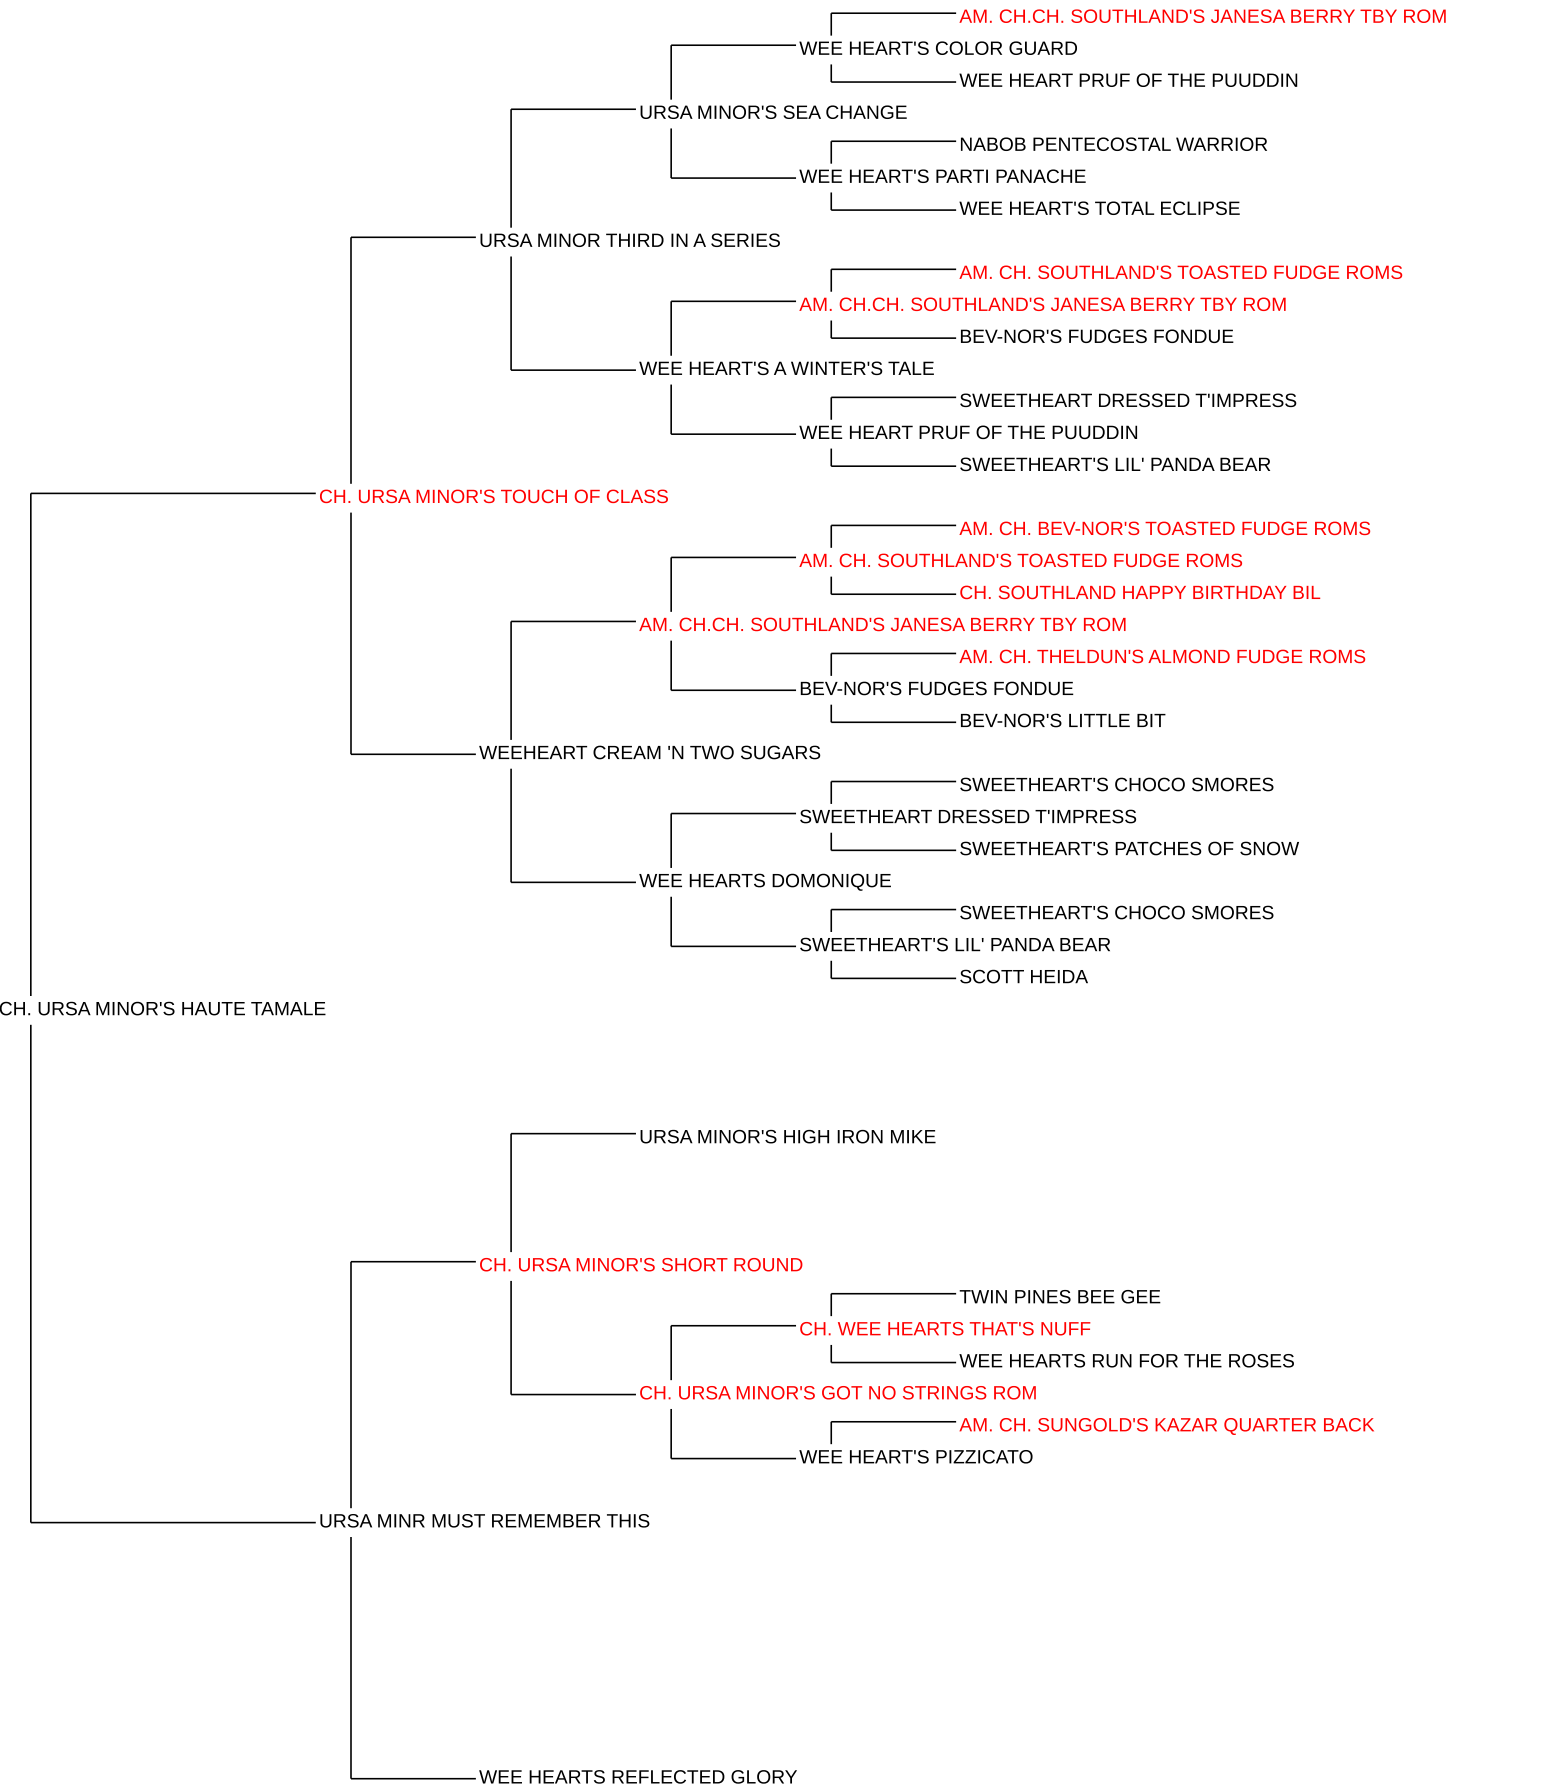 AM. CH.CH. SOUTHLAND'S JANESA BERRY TBY ROM
WEE HEART'S COLOR GUARD
WEE HEART PRUF OF THE PUUDDIN
URSA MINOR'S SEA CHANGE
NABOB PENTECOSTAL WARRIOR
WEE HEART'S PARTI PANACHE
WEE HEART'S TOTAL ECLIPSE
URSA MINOR THIRD IN A SERIES
AM. CH. SOUTHLAND'S TOASTED FUDGE ROMS
AM. CH.CH. SOUTHLAND'S JANESA BERRY TBY ROM
BEV-NOR'S FUDGES FONDUE
WEE HEART'S A WINTER'S TALE
SWEETHEART DRESSED T'IMPRESS
WEE HEART PRUF OF THE PUUDDIN
SWEETHEART'S LIL' PANDA BEAR
CH. URSA MINOR'S TOUCH OF CLASS
AM. CH. BEV-NOR'S TOASTED FUDGE ROMS
AM. CH. SOUTHLAND'S TOASTED FUDGE ROMS
CH. SOUTHLAND HAPPY BIRTHDAY BIL
AM. CH.CH. SOUTHLAND'S JANESA BERRY TBY ROM
AM. CH. THELDUN'S ALMOND FUDGE ROMS
BEV-NOR'S FUDGES FONDUE
BEV-NOR'S LITTLE BIT
WEEHEART CREAM 'N TWO SUGARS
SWEETHEART'S CHOCO SMORES
SWEETHEART DRESSED T'IMPRESS
SWEETHEART'S PATCHES OF SNOW
WEE HEARTS DOMONIQUE
SWEETHEART'S CHOCO SMORES
SWEETHEART'S LIL' PANDA BEAR
SCOTT HEIDA
CH. URSA MINOR'S HAUTE TAMALE
URSA MINOR'S HIGH IRON MIKE
CH. URSA MINOR'S SHORT ROUND
TWIN PINES BEE GEE
CH. WEE HEARTS THAT'S NUFF
WEE HEARTS RUN FOR THE ROSES
CH. URSA MINOR'S GOT NO STRINGS ROM
AM. CH. SUNGOLD'S KAZAR QUARTER BACK
WEE HEART'S PIZZICATO
URSA MINR MUST REMEMBER THIS
WEE HEARTS REFLECTED GLORY